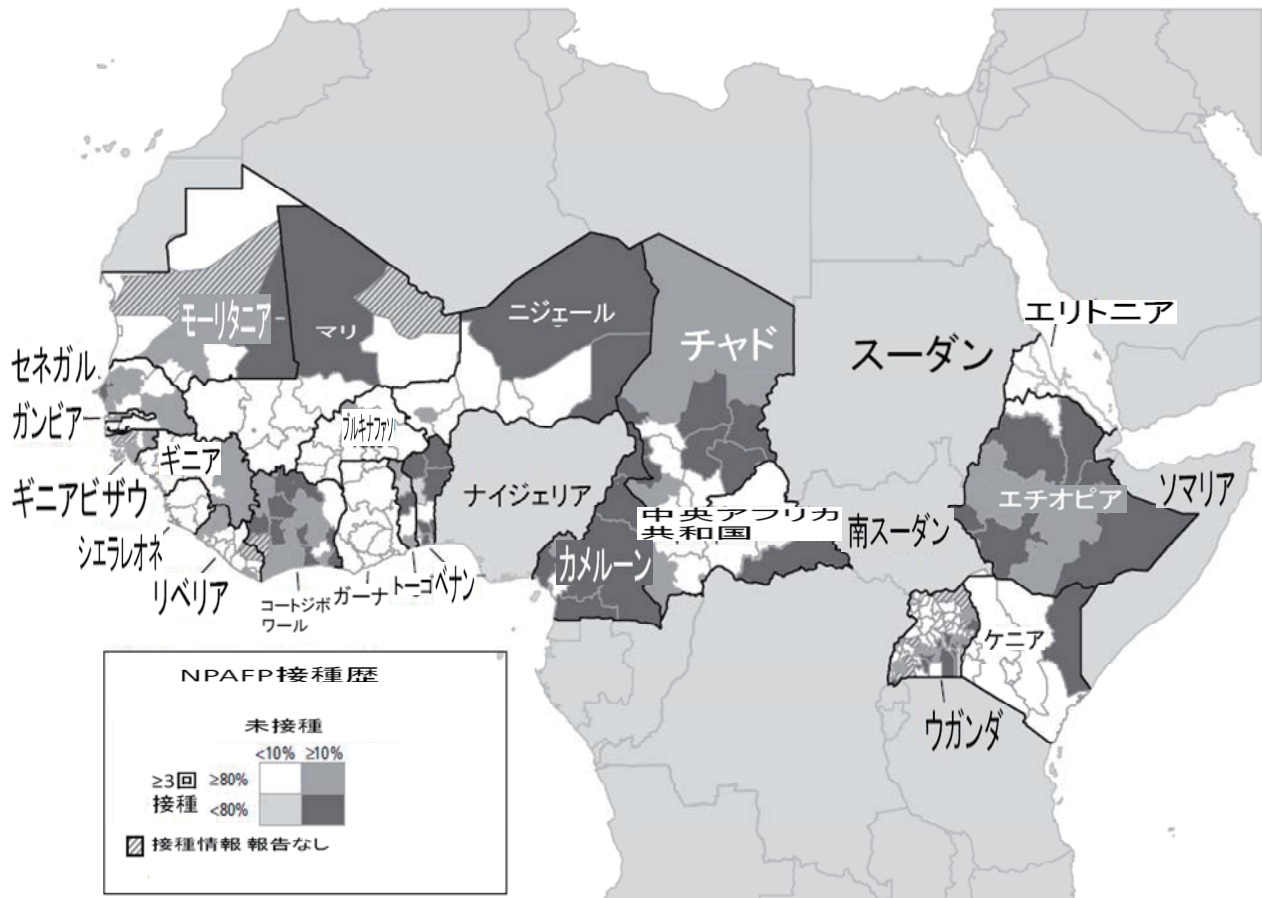 モーリタニア
マリ
ニジェール
チャド
スーダン
エリトニア
セネガル
ガンビアー
ギニア
ブルキナファソ
ギニアビザウ
シエラレオネ
リベリア
コートジボ
ワール
ガーナ
トーゴ
ベナン
ナイジェリア
カメルーン
中央アフリカ
共和国
南スーダン
エチオピア
ソマリア
ケニア
ウガンダ
NPAFP接種歴
未接種
<10% ≥10%
≥3回
接種
≥80%
<80%
接種情報 報告なし